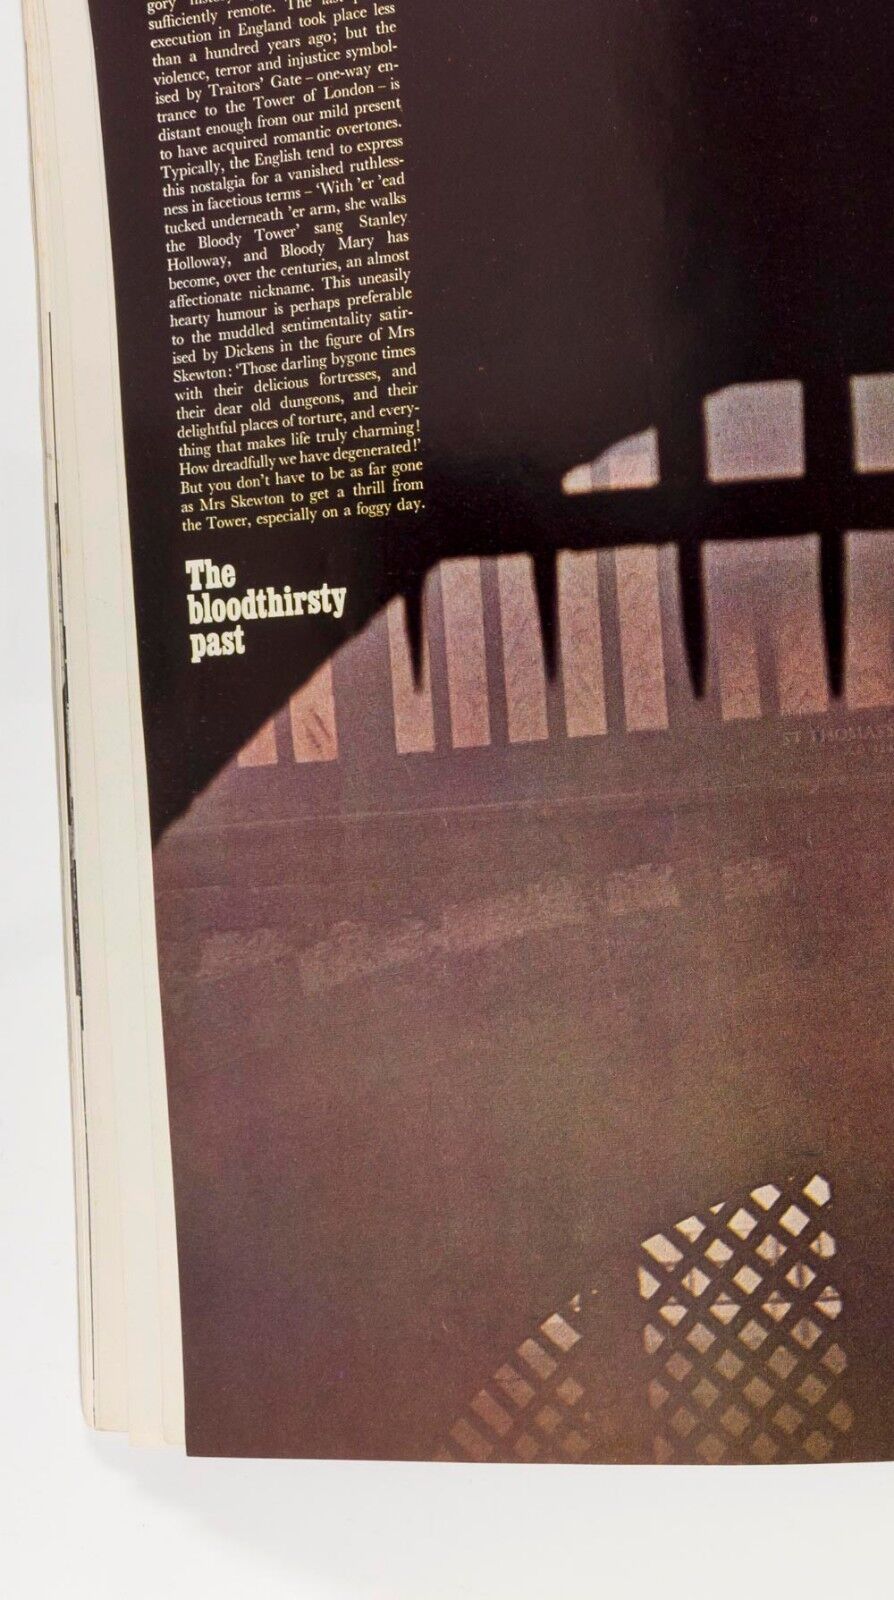 gory
sufficiently remote. The last
execution in England took place less
than a hundred years ago; but the
violence, terror and injustice symbol-
ised by Traitors' Gate – one-way en-
trance to the Tower of London – is
distant enough from our mild present
to have acquired romantic overtones.
Typically, the English tend to express
this nostalgia for a vanished ruthless-
ness in facetious terms – 'With 'er 'ead
tucked underneath 'er arm, she walks
the Bloody Tower' sang Stanley
Holloway, and Bloody Mary has
become, over the centuries, an almost
affectionate nickname. This uneasily
hearty humour is perhaps preferable
to the muddled sentimentality satir-
ised by Dickens in the figure of Mrs
Skewton: 'Those darling bygone times
with their delicious fortresses, and
their dear old dungeons, and their
delightful places of torture, and every-
thing that makes life truly charming!
How dreadfully we have degenerated!'
But you don't have to be as far gone
as Mrs Skewton to get a thrill from
the Tower, especially on a foggy day.
The
bloodthirsty
past
ST THOMAS'S